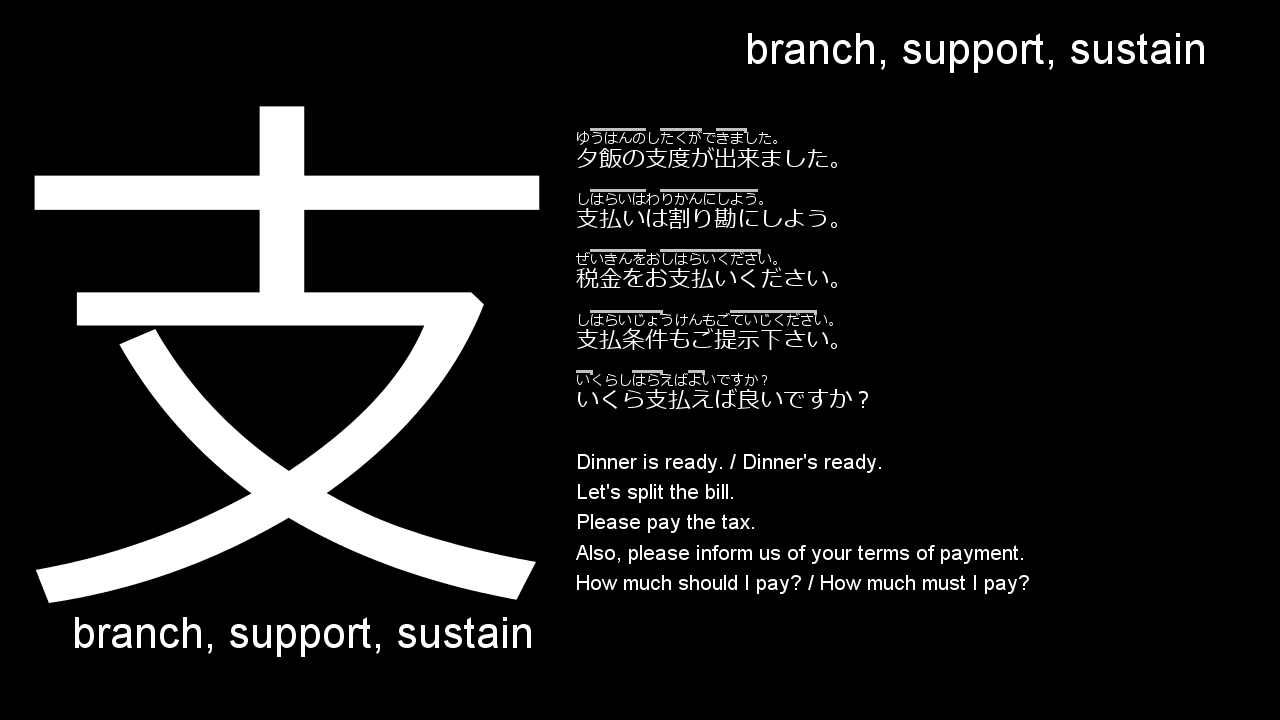 branch, support, sustain
支
branch, support, sustain
ゆうはんのしたくができました。
夕飯の支度が出来ました。
しはらいはわりかんにしよう。
支払いは割り勘にしよう。
ぜいきんをおしはらいください。
税金をお支払いください。
しはらいじょうけんもごていじください。
支払条件もご提示下さい。
いくらしはらえばよいですか？
いくら支払えば良いですか？
Dinner is ready. / Dinner's ready.
Let's split the bill.
Please pay the tax.
Also, please inform us of your terms of payment.
How much should I pay? / How much must I pay?